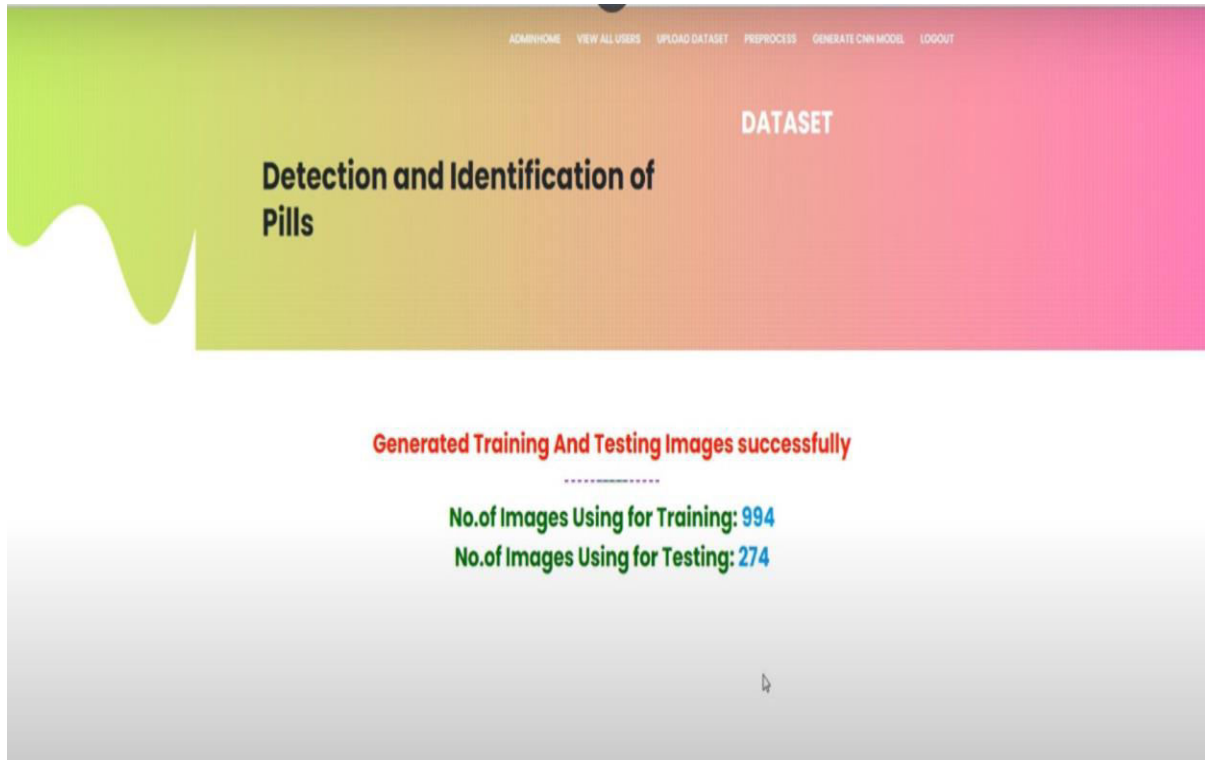 ADMINHOME VIEW ALL USERS UPLOAD DATASET PREPROCESS GENERATE CNN MODEL LOGOUT
DATASET
Detection and Identification of
Pills
Generated Training And Testing Images successfully
No.of Images Using for Training: 994
No.of Images Using for Testing: 274